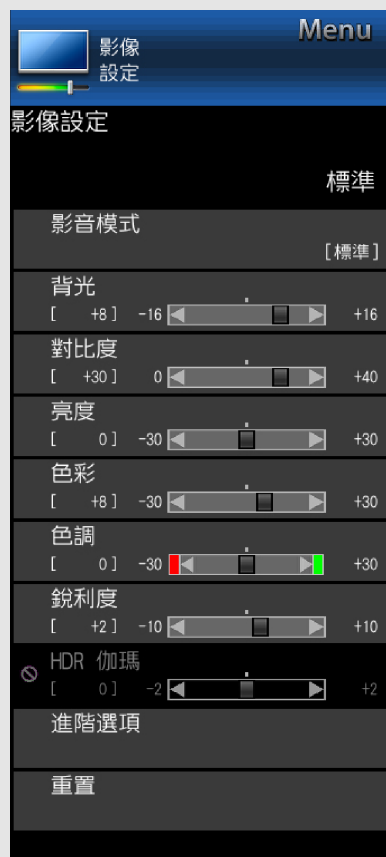 Menu
影像
設定
影像設定
標準
影音模式
[標準]
背光
[ +8] -16 +16
對比度
[ +30] 0 +40
亮度
[ 0] -30 +30
色彩
[ +8] -30 +30
色調
[ 0] -30 +30
銳利度
[ +2] -10 +10
HDR 伽瑪
[ 0] -2 +2
進階選項
重置